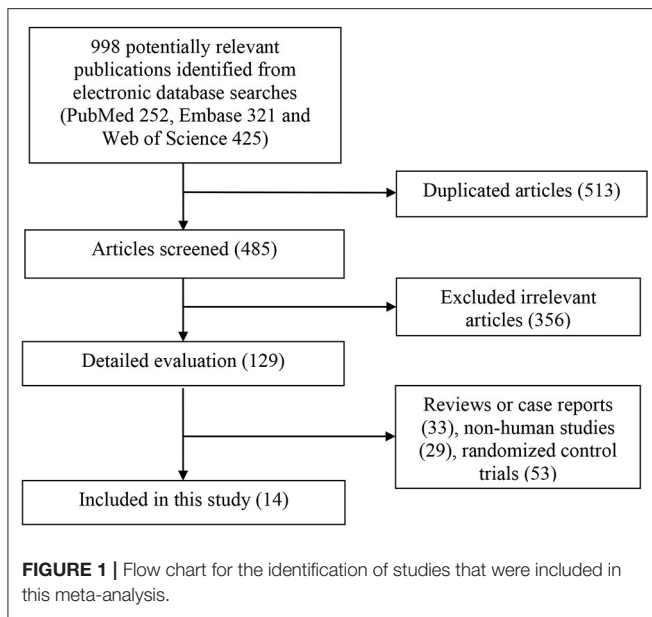 998 potentially relevant
publications identified from
electronic database searches
(PubMed 252, Embase 321 and
Web of Science 425)
Duplicated articles (513)
Articles screened (485)
Excluded irrelevant
articles (356)
Detailed evaluation (129)
Reviews or case reports
(33), non-human studies
(29), randomized control
trials (53)
Included in this study (14)
FIGURE 1 | Flow chart for the identification of studies that were included in
this meta-analysis.